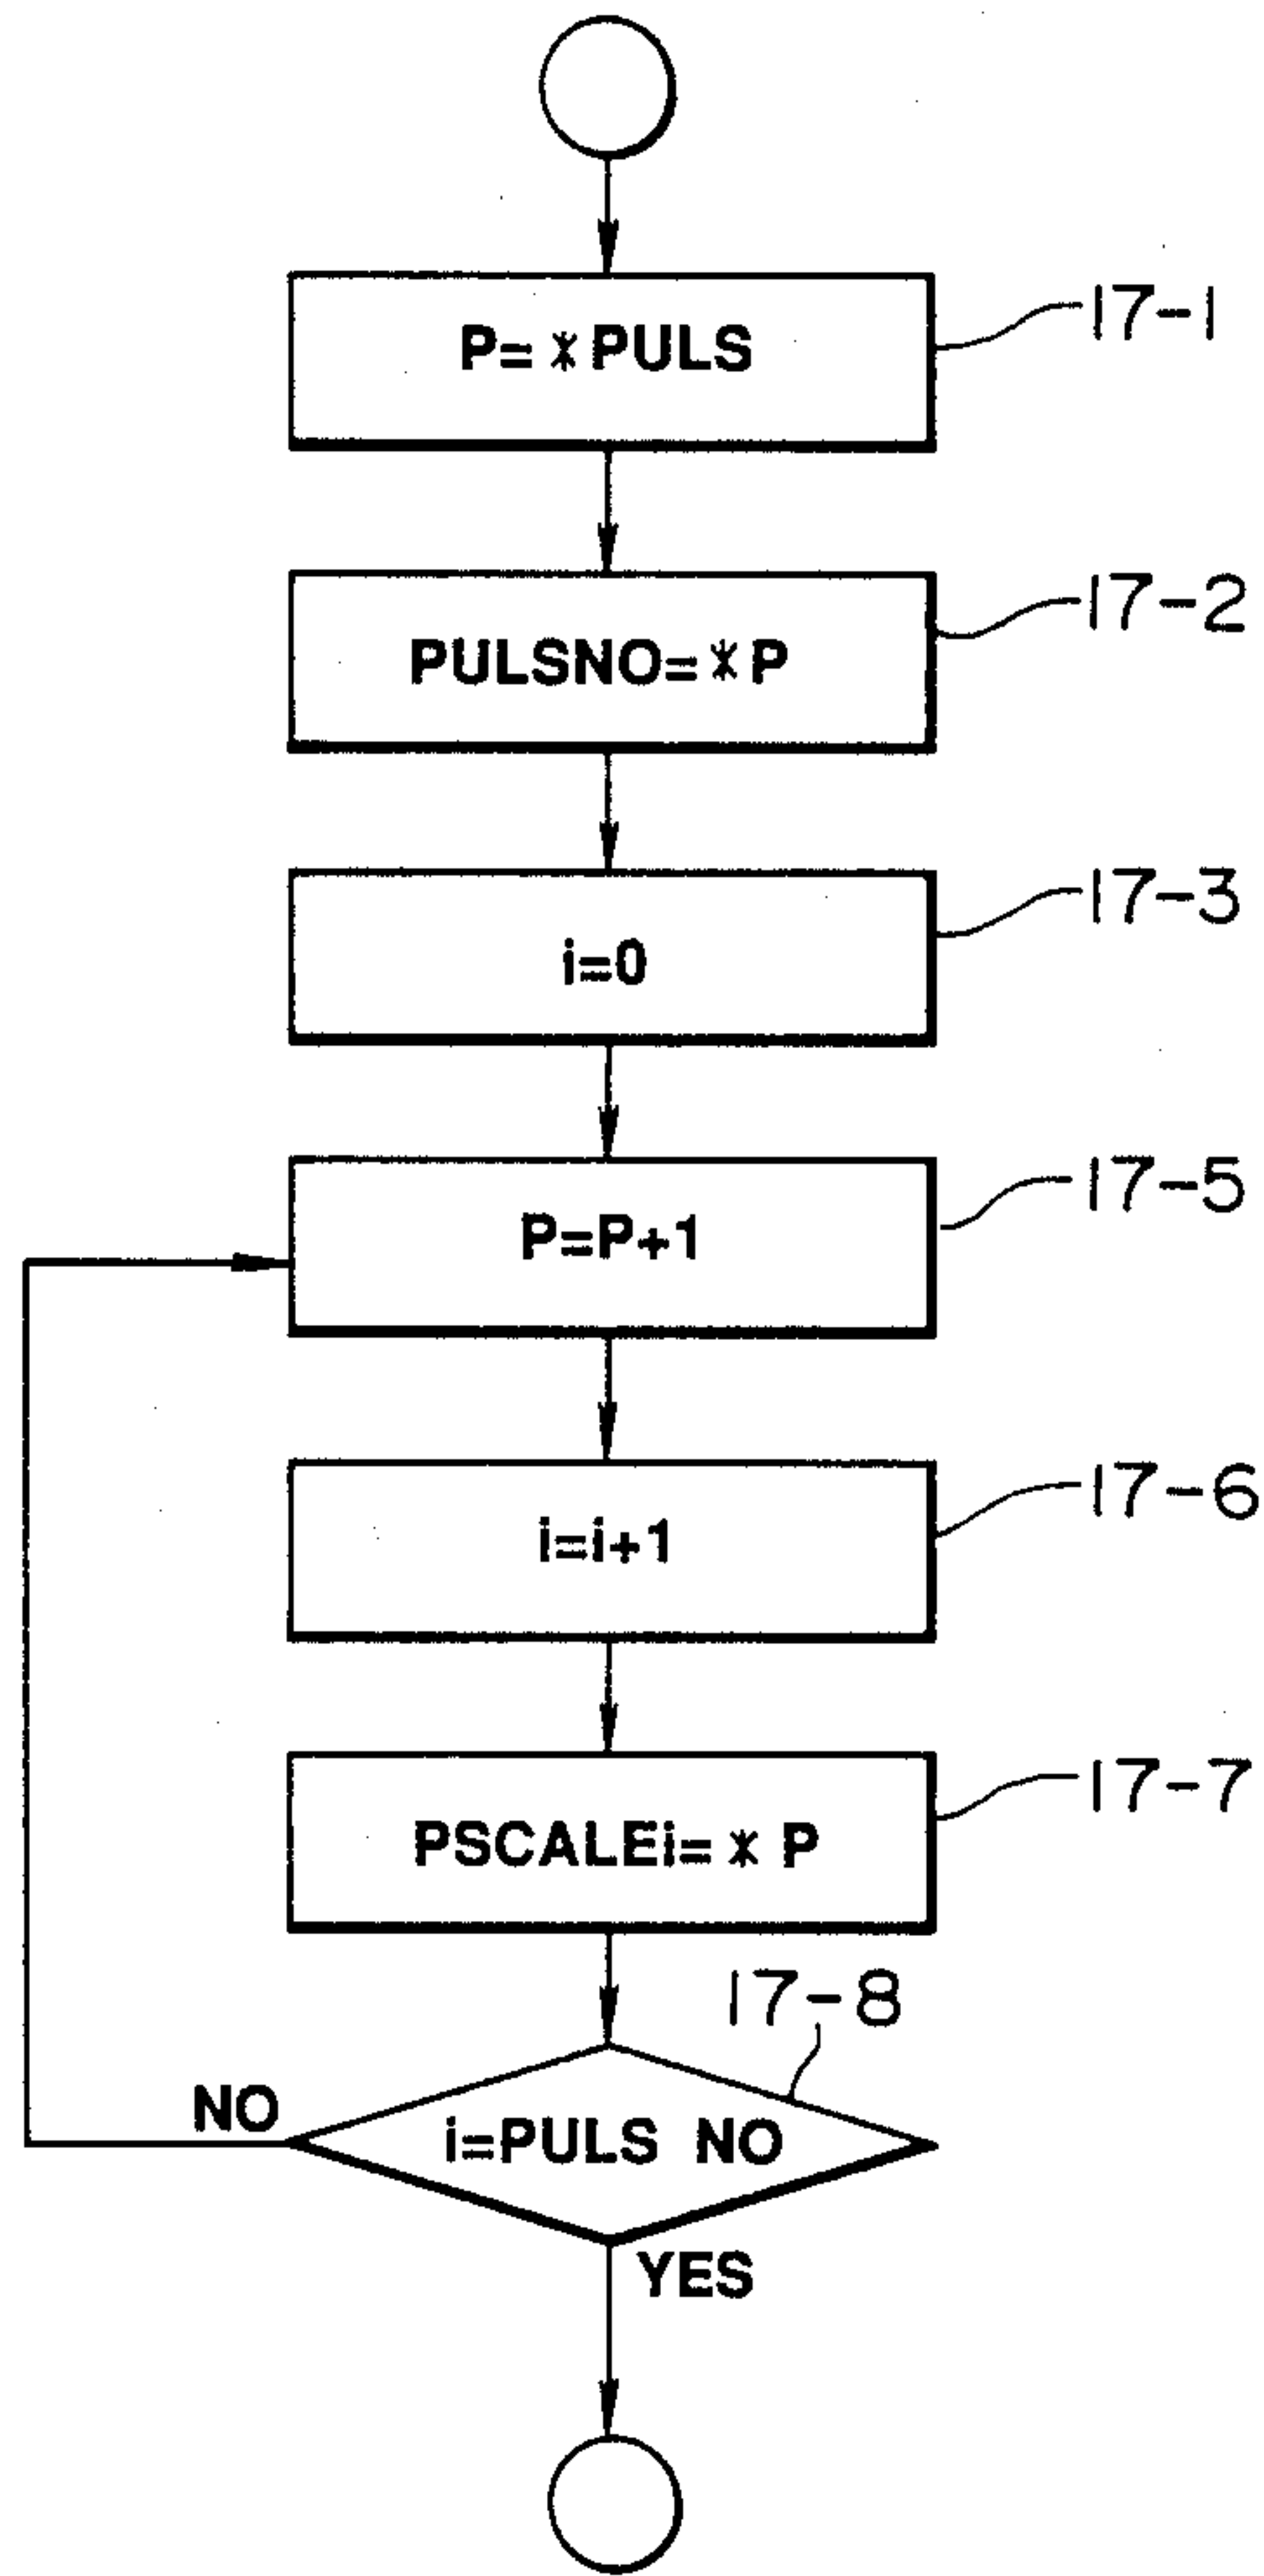 P= * PULS
17-1
PULSNO= * P
17-2
i=0
17-3
P=P+1
17-5
i=i+1
17-6
PSCALEi= * P
17-7
17-8
NO
i=PULS NO
YES